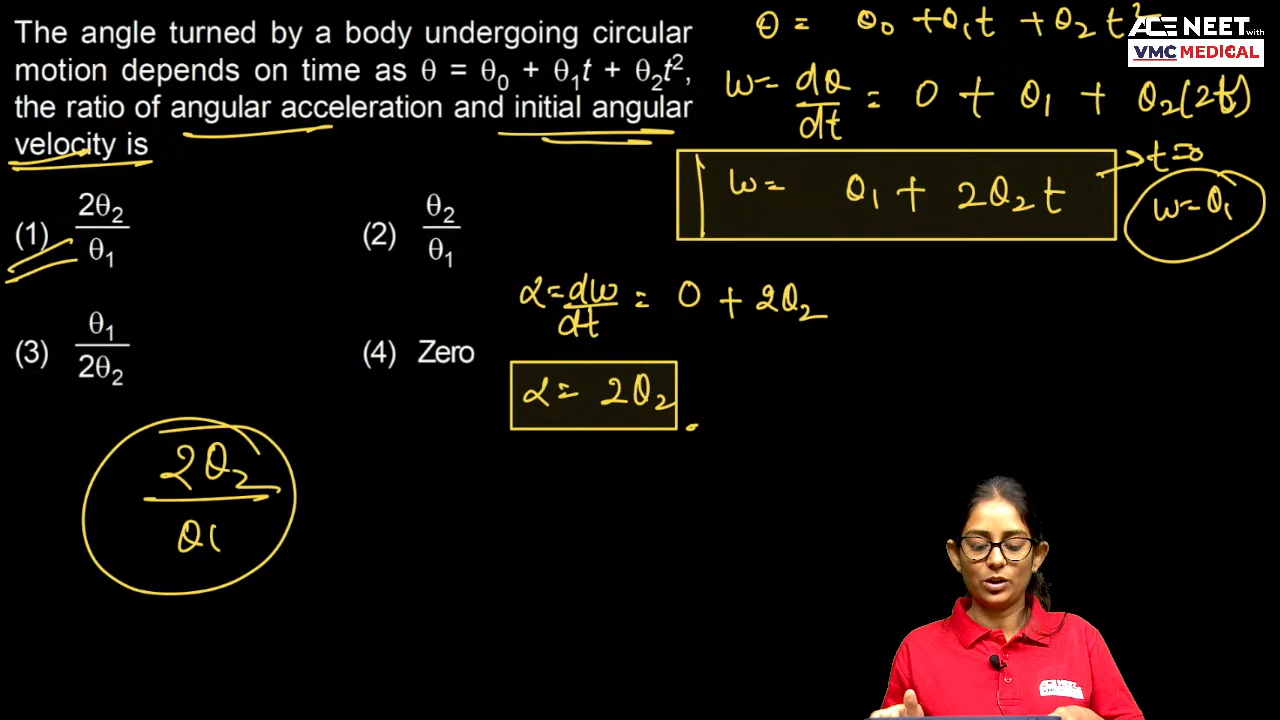 The angle turned by a body undergoing circular
motion depends on time as θ = θ₀ + θ₁t + θ₂t²,
the ratio of angular acceleration and initial angular
velocity is
(1) 2θ₂/θ₁
(2) θ₂/θ₁
(3) θ₁/2θ₂
(4) Zero
θ = θ₀ + θ₁t + θ₂t²
ω = dθ/dt = 0 + θ₁ + θ₂(2t)
ω = θ₁ + 2θ₂t
t=0
ω=θ₁
α = dω/dt = 0 + 2θ₂
α = 2θ₂
2θ₂/θ₁
ACE NEET with
VMC MEDICAL
ACE NEET